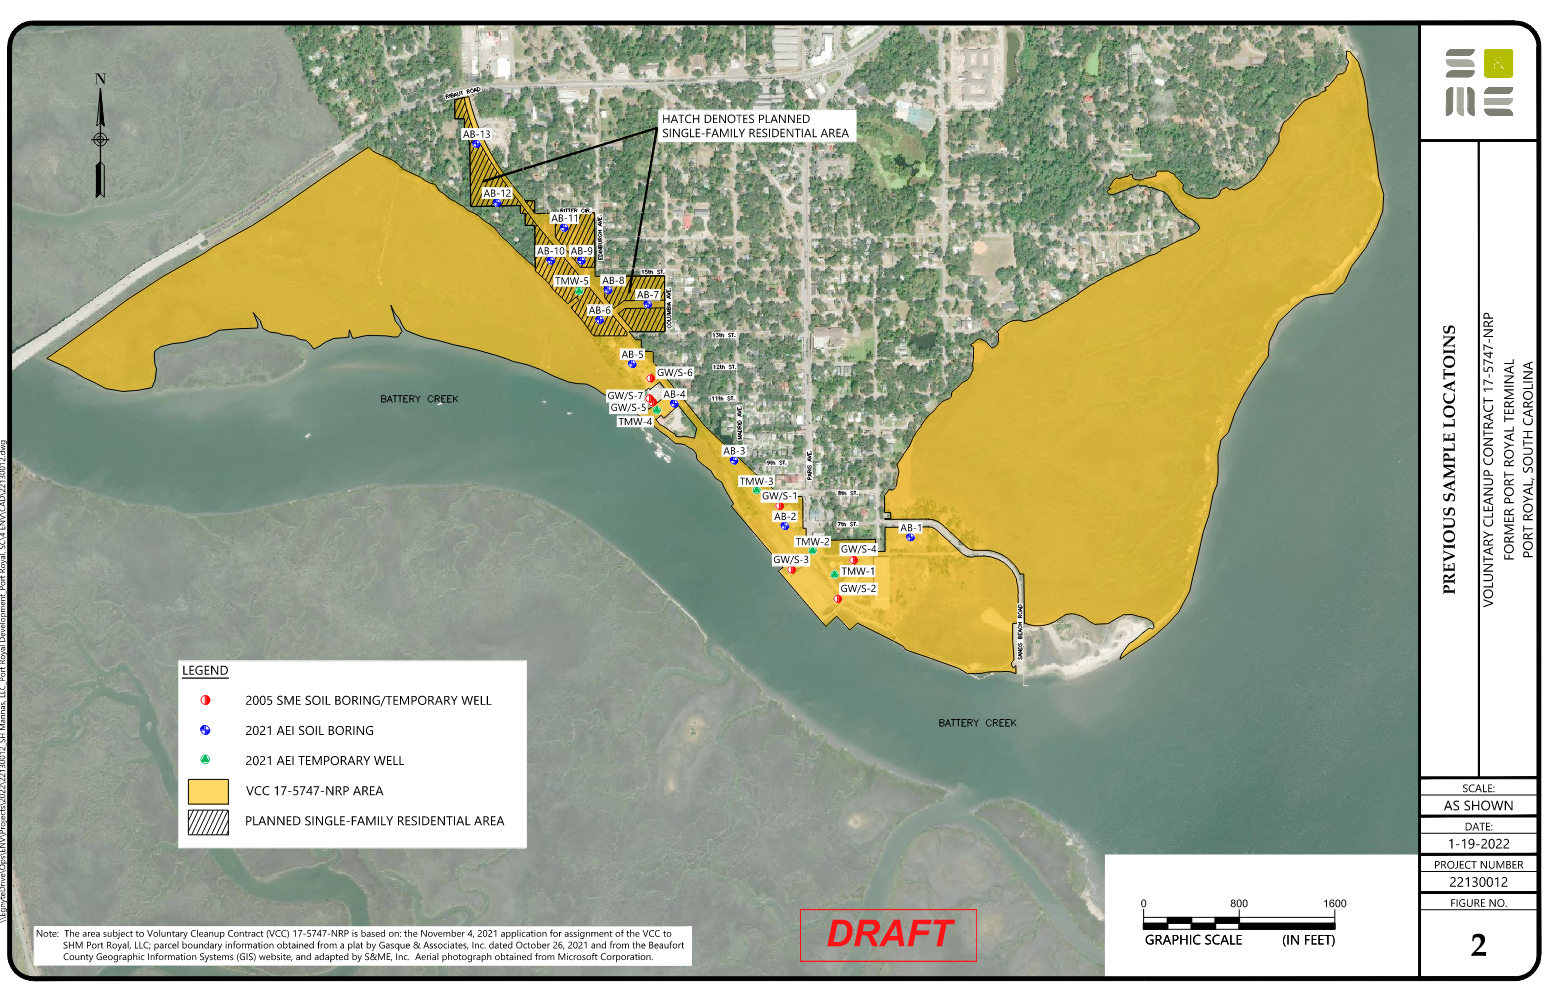 N
RIBAUT ROAD
HATCH DENOTES PLANNED
SINGLE-FAMILY RESIDENTIAL AREA
AB-13
AB-12
RITTER CIR.
AB-11
EDINBURGH AVE.
AB-10
AB-9
15th ST.
TMW-5
AB-8
AB-7
COLUMBIA AVE.
AB-6
13th ST.
AB-5
12th ST.
GW/S-6
GW/S-7
AB-4
11th ST.
GW/S-5
TMW-4
MADRID AVE.
BATTERY CREEK
AB-3
PARIS AVE.
9th ST.
TMW-3
8th ST.
GW/S-1
AB-2
7th ST.
AB-1
TMW-2
GW/S-4
GW/S-3
TMW-1
GW/S-2
SANDS BEACH ROAD
BATTERY CREEK
LEGEND
2005 SME SOIL BORING/TEMPORARY WELL
2021 AEI SOIL BORING
2021 AEI TEMPORARY WELL
VCC 17-5747-NRP AREA
PLANNED SINGLE-FAMILY RESIDENTIAL AREA
Note: The area subject to Voluntary Cleanup Contract (VCC) 17-5747-NRP is based on: the November 4, 2021 application for assignment of the VCC to
SHM Port Royal, LLC; parcel boundary information obtained from a plat by Gasque & Associates, Inc. dated October 26, 2021 and from the Beaufort
County Geographic Information Systems (GIS) website, and adapted by S&ME, Inc. Aerial photograph obtained from Microsoft Corporation.
DRAFT
0 800 1600
GRAPHIC SCALE (IN FEET)
S&ME
PREVIOUS SAMPLE LOCATOINS
VOLUNTARY CLEANUP CONTRACT 17-5747-NRP
FORMER PORT ROYAL TERMINAL
PORT ROYAL, SOUTH CAROLINA
SCALE:
AS SHOWN
DATE:
1-19-2022
PROJECT NUMBER
22130012
FIGURE NO.
2